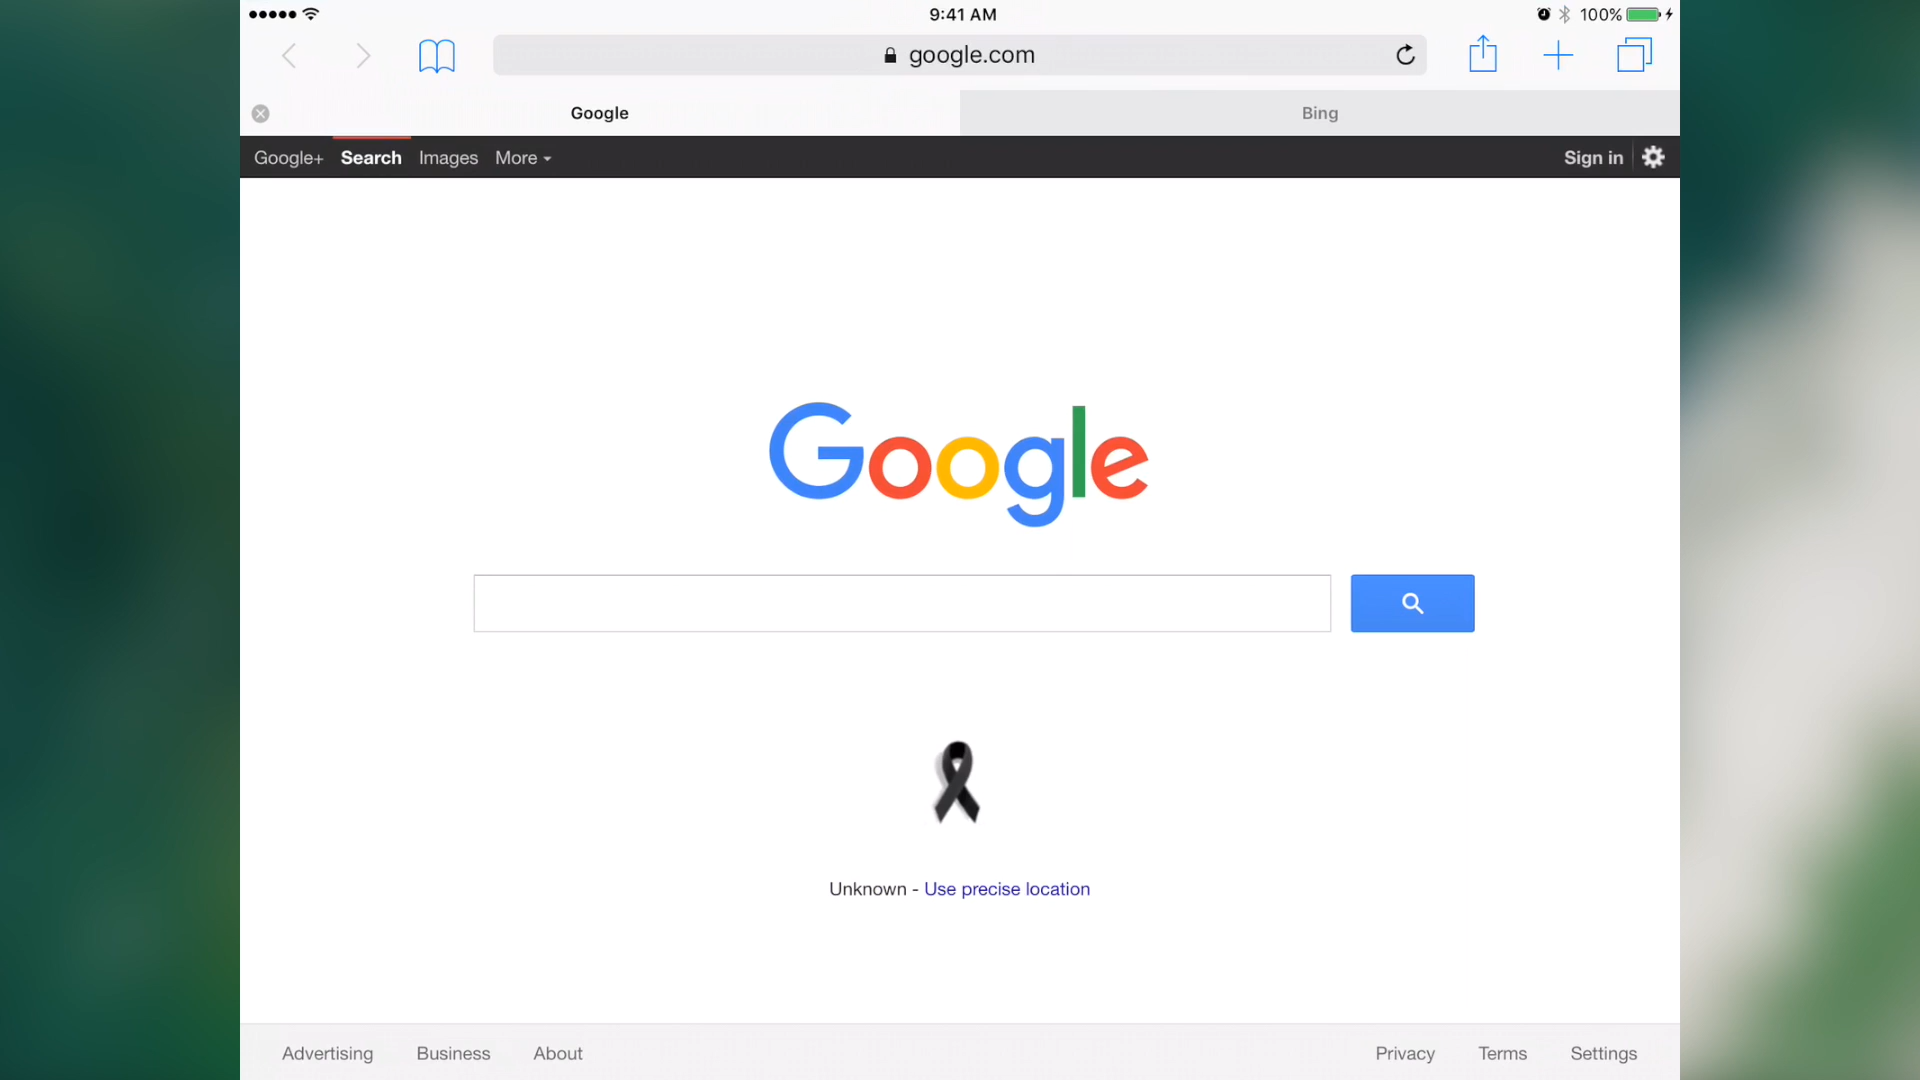 9:41 AM
100%
google.com
Google
Bing
Google+ Search Images More
Sign in
Google
Unknown - Use precise location
Advertising Business About
Privacy Terms Settings